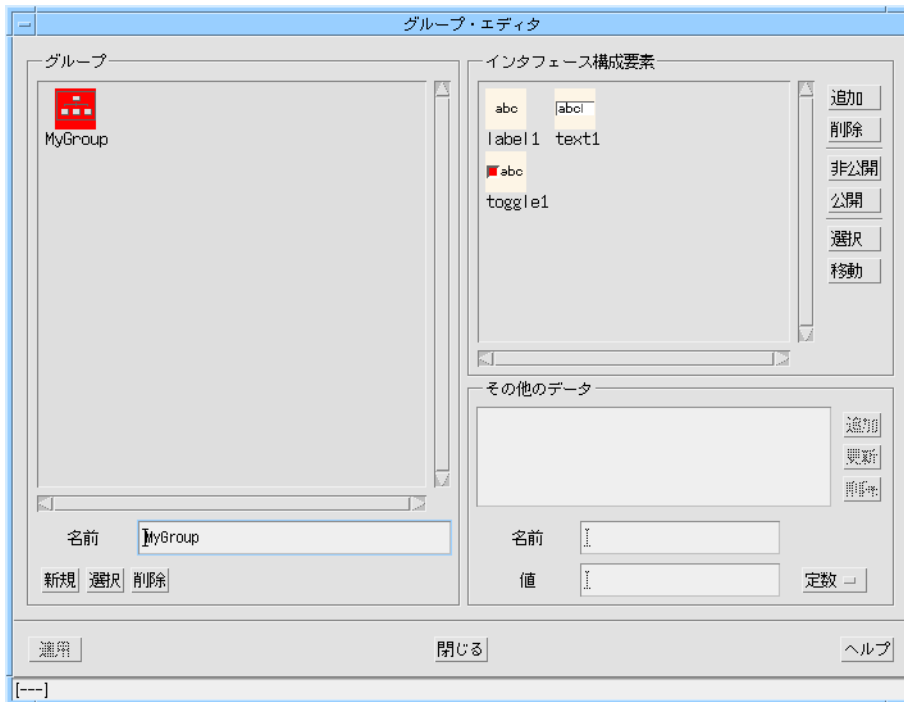 グループ・エディタ
グループ
MyGroup
名前 MyGroup
新規 選択 削除
インタフェース構成要素
abc abc
label1 text1
abc
toggle1
追加
削除
非公開
公開
選択
移動
その他のデータ
追加
更新
削除
名前
値 定数
適用 閉じる ヘルプ
[---]